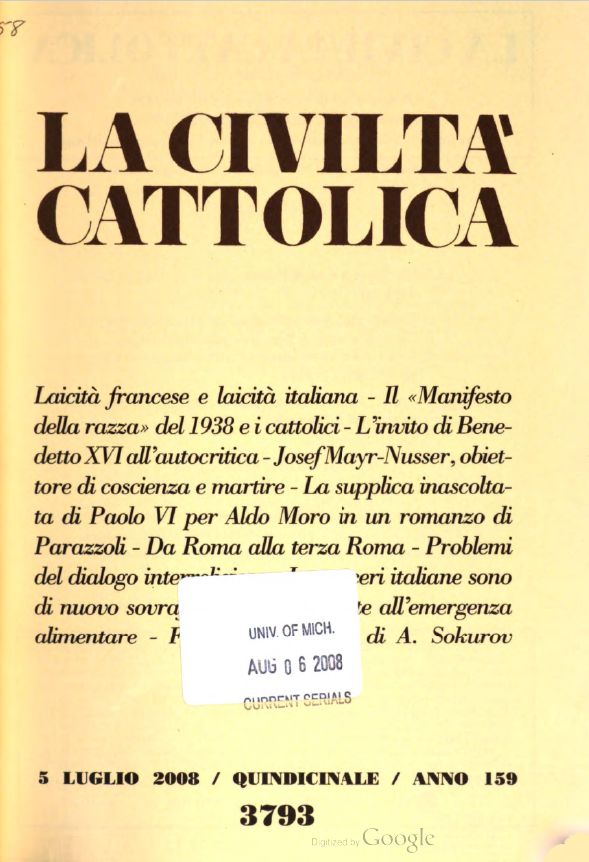 58
LA CIVILTÀ
CATTOLICA
Laicità francese e laicità italiana - Il «Manifesto
della razza» del 1938 e i cattolici - L'invito di Bene-
detto XVI all'autocritica - Josef Mayr-Nusser, obiet-
tore di coscienza e martire - La supplica inascolta-
ta di Paolo VI per Aldo Moro in un romanzo di
Parazzoli - Da Roma alla terza Roma - Problemi
del dialogo italiane sono
di nuovo all'emergenza
alimentare - di A. Sokurov
UNIV. OF MICH.
AUG 06 2008
CURRENT SERIALS
5 LUGLIO 2008 / QUINDICINALE / ANNO 159
3793
Digitized by Google